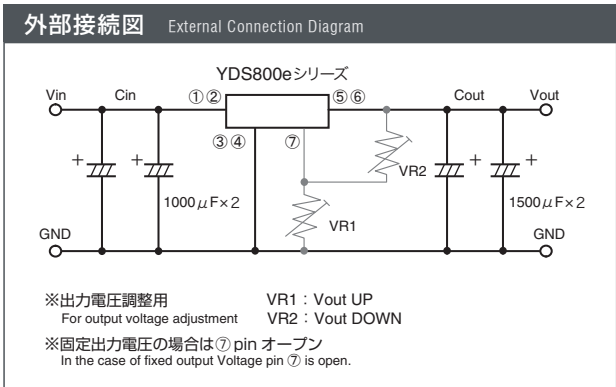 外部接続図 External Connection Diagram
YDS800eシリーズ
Vin Cin ①② ⑤⑥ Cout Vout
③④ ⑦
+ + VR2 + +
1000μF×2 VR1 1500μF×2
GND GND
※出力電圧調整用 VR1：Vout UP
For output voltage adjustment VR2：Vout DOWN
※固定出力電圧の場合は⑦pin オープン
In the case of fixed output Voltage pin ⑦ is open.